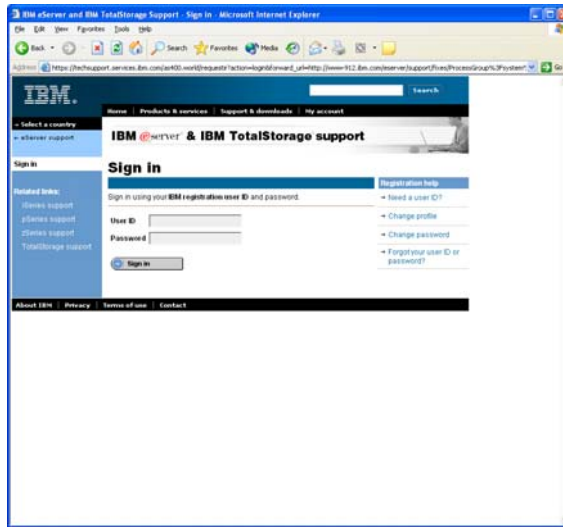 IBM eServer and IBM TotalStorage Support - Sign In - Microsoft Internet Explorer
File Edit View Favorites Tools Help
Back Search Favorites Media
Address Go
IBM.
Search
Home Products & services Support & downloads My account
Select a country
eServer support
IBM eserver & IBM TotalStorage support
Sign in
Sign in
Related links:
iSeries support
pSeries support
zSeries support
TotalStorage support
Sign in using your IBM registration user ID and password.
User ID
Password
Sign in
Registration help
Need a user ID?
Change profile
Change password
Forgot your user ID or
password?
About IBM Privacy Terms of use Contact